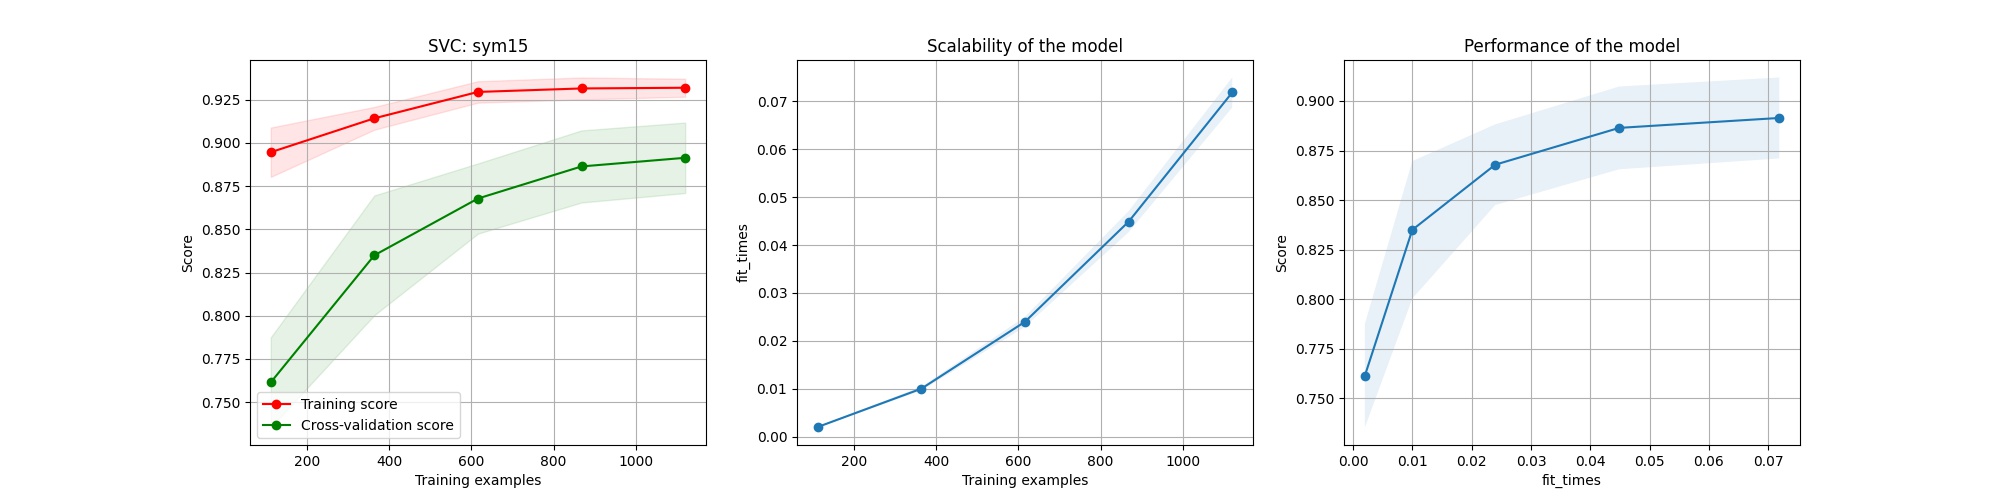 SVC: sym15
Score
0.925
0.900
0.875
0.850
0.825
0.800
0.775
0.750
Training score
Cross-validation score
200 400 600 800 1000
Training examples
Scalability of the model
fit_times
0.07
0.06
0.05
0.04
0.03
0.02
0.01
0.00
200 400 600 800 1000
Training examples
Performance of the model
Score
0.900
0.875
0.850
0.825
0.800
0.775
0.750
0.00 0.01 0.02 0.03 0.04 0.05 0.06 0.07
fit_times